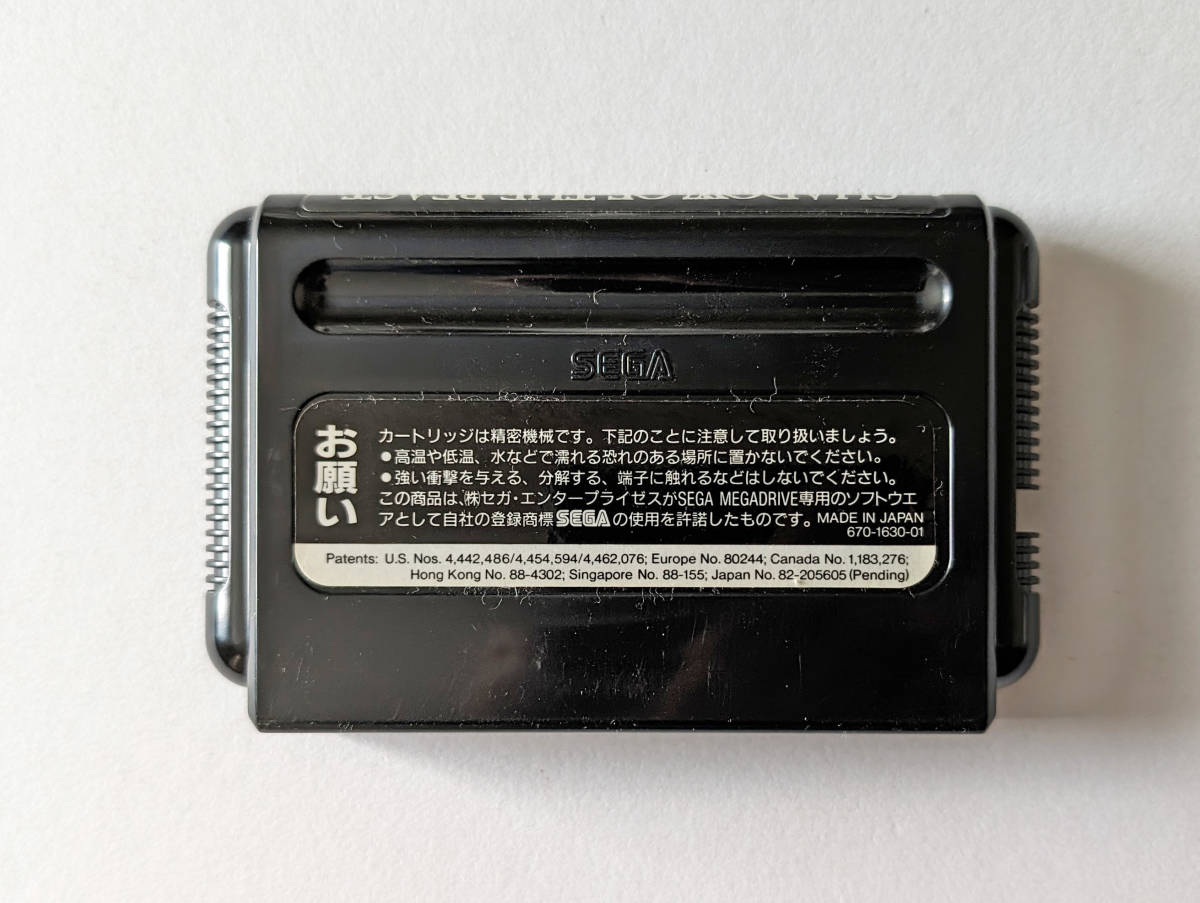 SHADOW OF THE BEAST
SEGA
お願い
カートリッジは精密機械です。下記のことに注意して取り扱いましょう。
●高温や低温、水などで濡れる恐れのある場所に置かないでください。
●強い衝撃を与える、分解する、端子に触れるなどはしないでください。
この商品は、㈱セガ・エンタープライゼスがSEGA MEGADRIVE専用のソフトウエ
アとして自社の登録商標SEGAの使用を許諾したものです。MADE IN JAPAN
670-1630-01
Patents: U.S. Nos. 4,442,486/4,454,594/4,462,076; Europe No. 80244; Canada No. 1,183,276;
Hong Kong No. 88-4302; Singapore No. 88-155; Japan No. 82-205605 (Pending)